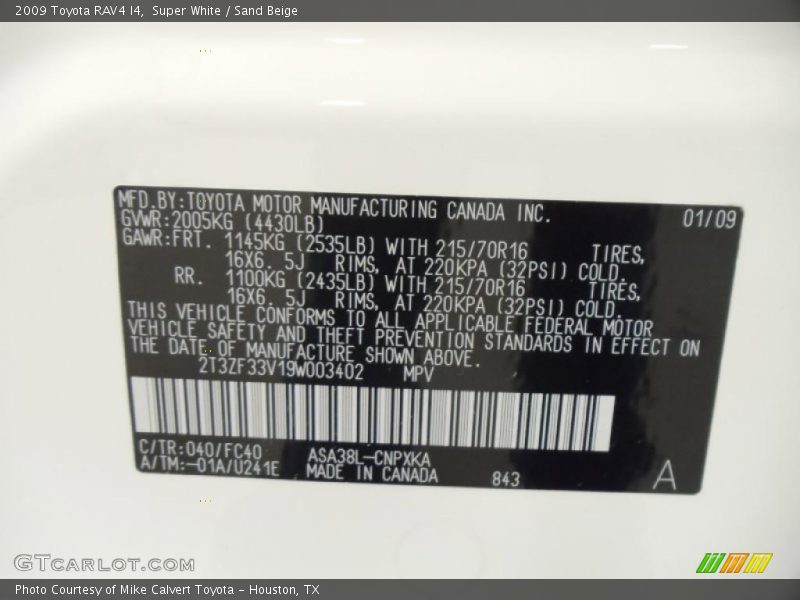 2009 Toyota RAV4 I4,  Super White / Sand Beige
MFD.BY:TOYOTA MOTOR MANUFACTURING CANADA INC. 01/09
GVWR:2005KG (4430LB)
GAWR:FRT. 1145KG (2535LB) WITH 215/70R16 TIRES,
16X6.5J RIMS, AT 220KPA (32PSI) COLD.
RR. 1100KG (2435LB) WITH 215/70R16 TIRES,
16X6.5J RIMS, AT 220KPA (32PSI) COLD.
THIS VEHICLE CONFORMS TO ALL APPLICABLE FEDERAL MOTOR
VEHICLE SAFETY AND THEFT PREVENTION STANDARDS IN EFFECT ON
THE DATE OF MANUFACTURE SHOWN ABOVE.
2T3ZF33V19W003402 MPV
C/TR:040/FC40 ASA38L-CNPXKA
A/TM:-01A/U241E MADE IN CANADA 843 A
GTCARLOT.COM
Photo Courtesy of Mike Calvert Toyota - Houston, TX